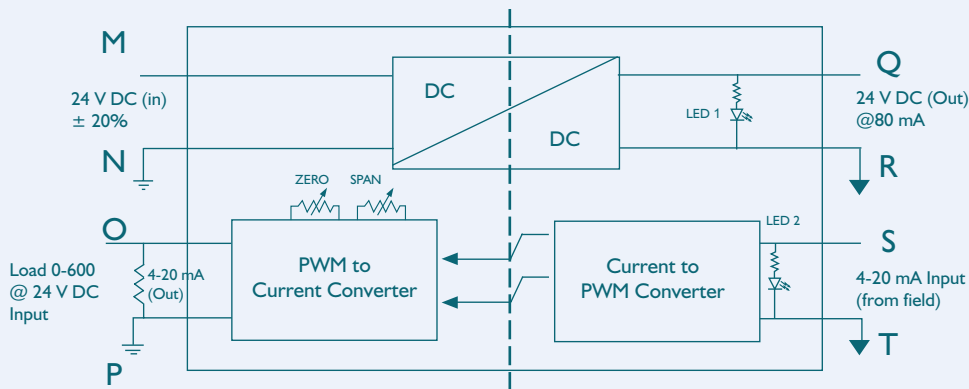 M
24 V DC (in)
± 20%
N
DC
DC
LED 1
Q
24 V DC (Out)
@80 mA
R
ZERO
SPAN
O
Load 0-600
@ 24 V DC
Input
4-20 mA
(Out)
P
PWM to
Current Converter
Current to
PWM Converter
LED 2
S
4-20 mA Input
(from field)
T